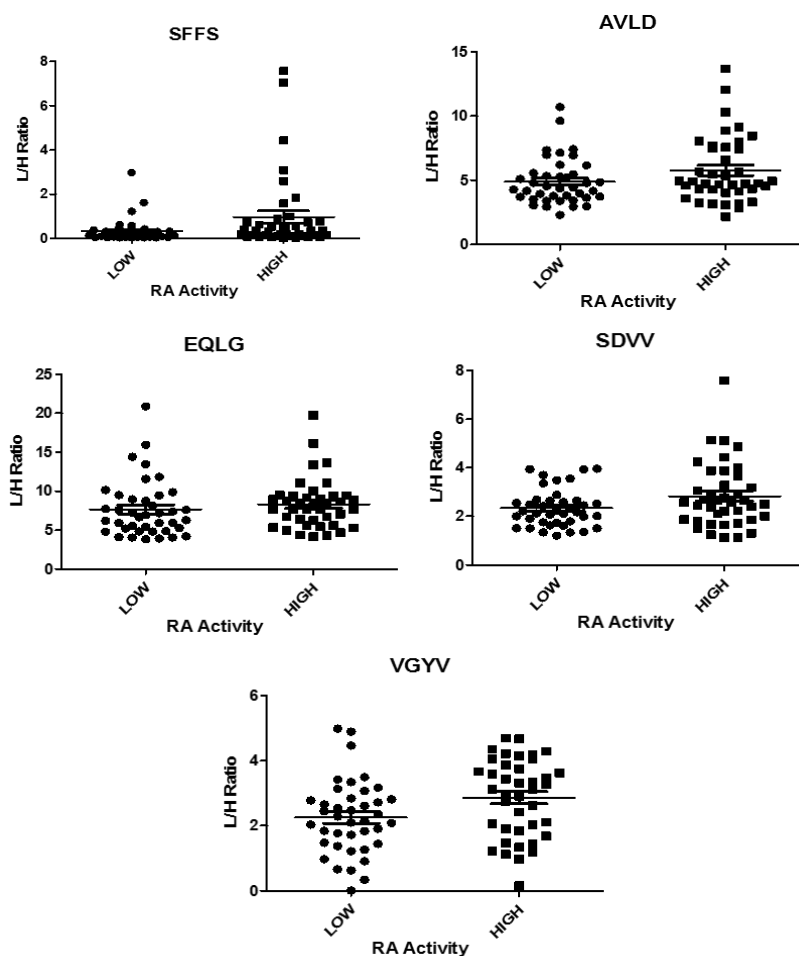 SFFS
8
6
4
2
0
L/H Ratio
LOW
HIGH
RA Activity
AVLD
15
10
5
0
L/H Ratio
LOW
HIGH
RA Activity
EQLG
25
20
15
10
5
0
L/H Ratio
LOW
HIGH
RA Activity
SDVV
8
6
4
2
0
L/H Ratio
LOW
HIGH
RA Activity
VGYV
6
4
2
0
L/H Ratio
LOW
HIGH
RA Activity